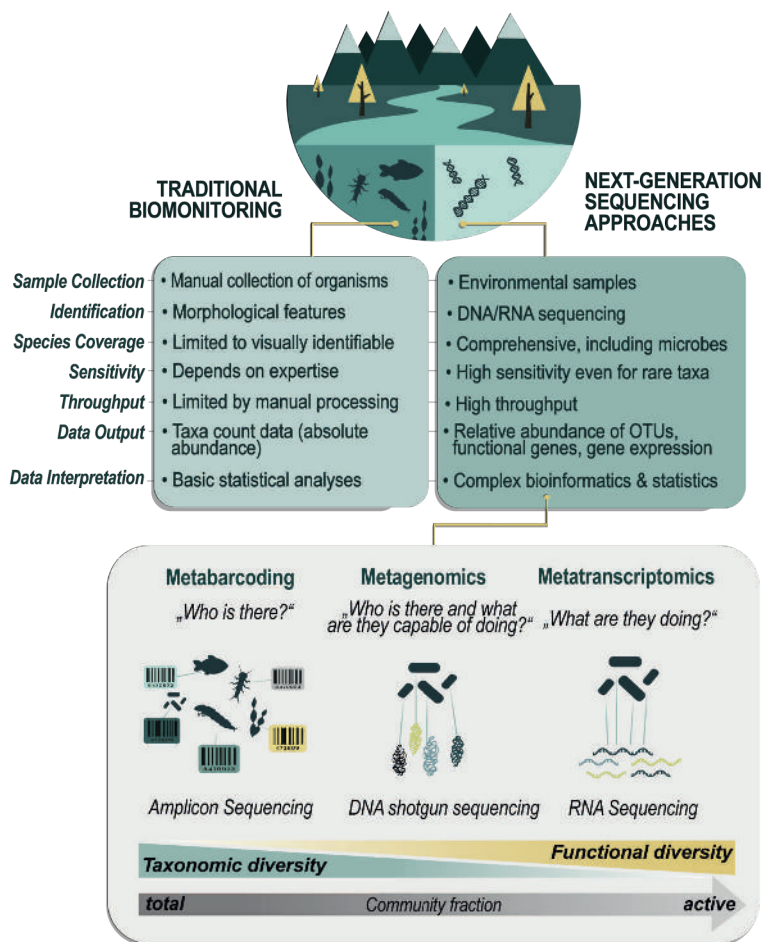 TRADITIONAL
BIOMONITORING
NEXT-GENERATION
SEQUENCING
APPROACHES
Sample Collection
• Manual collection of organisms
• Environmental samples
Identification
• Morphological features
• DNA/RNA sequencing
Species Coverage
• Limited to visually identifiable
• Comprehensive, including microbes
Sensitivity
• Depends on expertise
• High sensitivity even for rare taxa
Throughput
• Limited by manual processing
• High throughput
Data Output
• Taxa count data (absolute
abundance)
• Relative abundance of OTUs,
functional genes, gene expression
Data Interpretation
• Basic statistical analyses
• Complex bioinformatics & statistics
Metabarcoding
„Who is there?“
Amplicon Sequencing
Metagenomics
„Who is there and what
are they capable of doing?“
DNA shotgun sequencing
Metatranscriptomics
„What are they doing?“
RNA Sequencing
Functional diversity
Taxonomic diversity
total
Community fraction
active